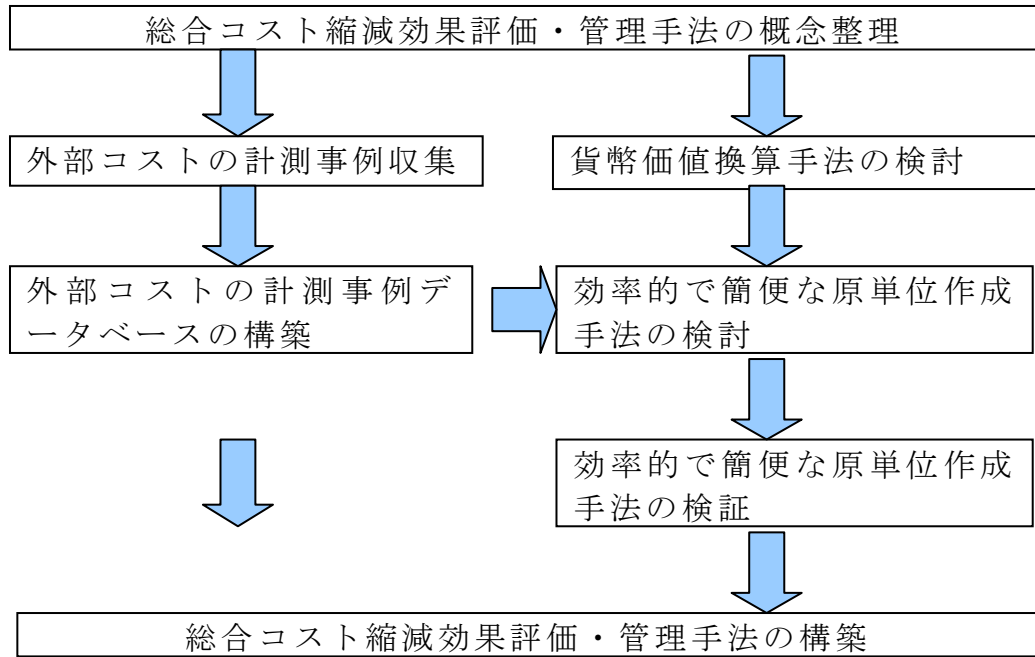 総合コスト縮減効果評価・管理手法の概念整理
外部コストの計測事例収集
貨幣価値換算手法の検討
外部コストの計測事例デ
ータベースの構築
効率的で簡便な原単位作成
手法の検討
効率的で簡便な原単位作成
手法の検証
総合コスト縮減効果評価・管理手法の構築